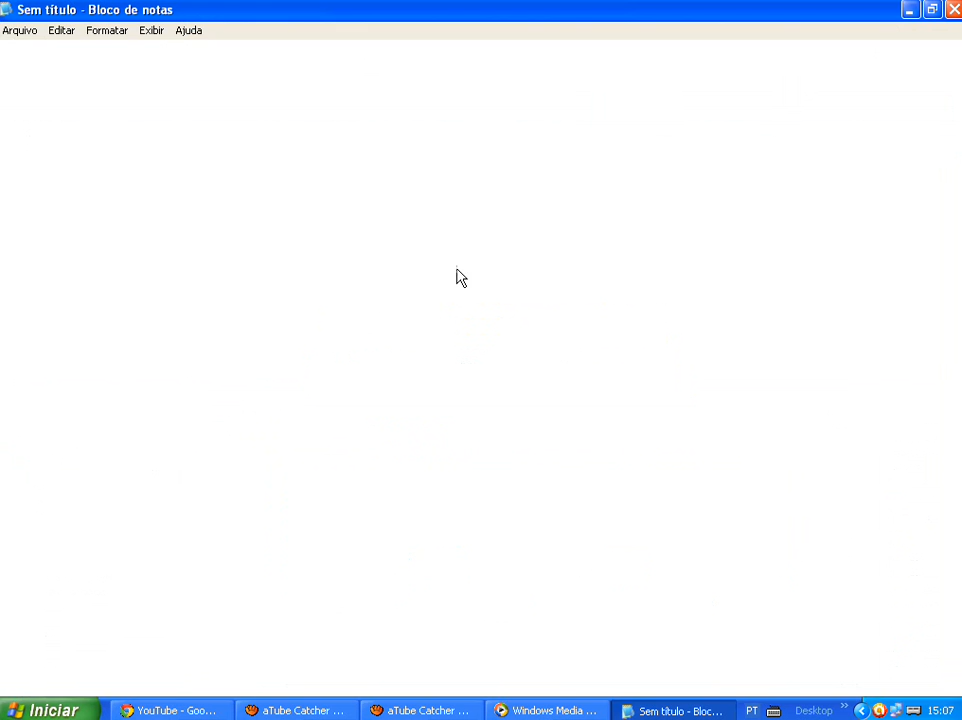 Sem título - Bloco de notas
Arquivo Editar Formatar Exibir Ajuda
Iniciar YouTube - Goo... aTube Catcher ... aTube Catcher ... Windows Media ... Sem título - Bloc... PT Desktop » 15:07